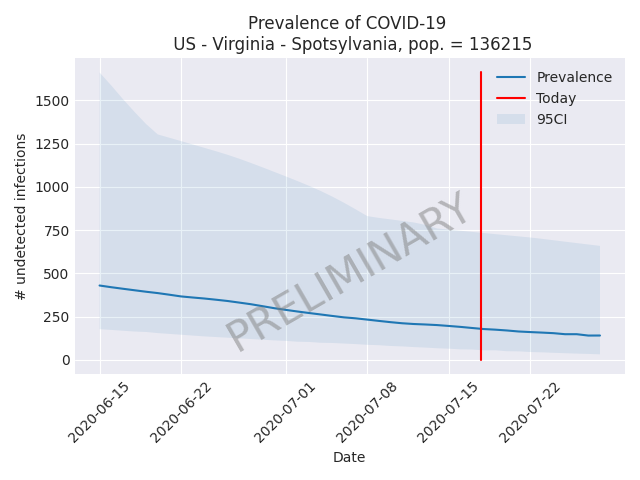 Prevalence of COVID-19
US - Virginia - Spotsylvania, pop. = 136215
# undetected infections
1500
1250
1000
750
500
250
0
Prevalence
Today
95CI
PRELIMINARY
2020-06-15
2020-06-22
2020-07-01
2020-07-08
2020-07-15
2020-07-22
Date